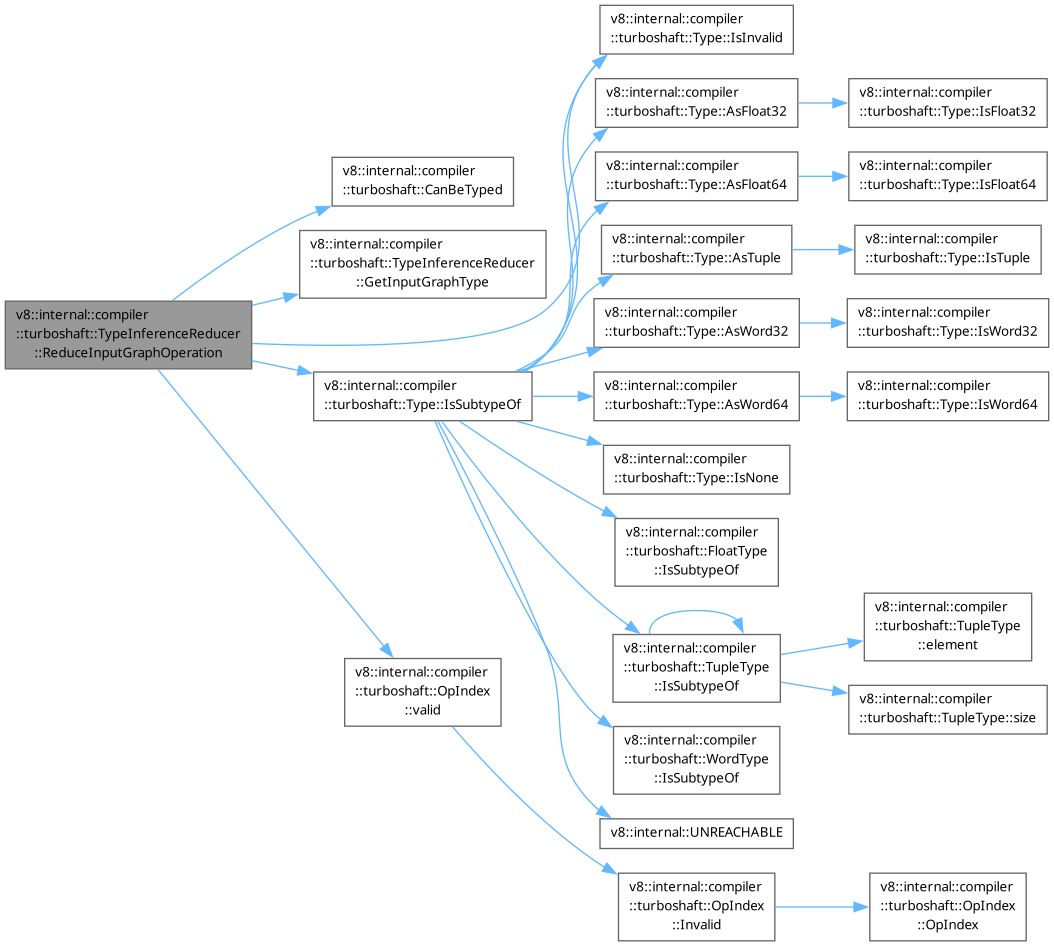 v8::internal::compiler
::turboshaft::Type::IsInvalid
v8::internal::compiler
::turboshaft::Type::AsFloat32
v8::internal::compiler
::turboshaft::Type::IsFloat32
v8::internal::compiler
::turboshaft::CanBeTyped
v8::internal::compiler
::turboshaft::Type::AsFloat64
v8::internal::compiler
::turboshaft::Type::IsFloat64
v8::internal::compiler
::turboshaft::TypeInferenceReducer
::GetInputGraphType
v8::internal::compiler
::turboshaft::Type::AsTuple
v8::internal::compiler
::turboshaft::Type::IsTuple
v8::internal::compiler
::turboshaft::TypeInferenceReducer
::ReduceInputGraphOperation
v8::internal::compiler
::turboshaft::Type::AsWord32
v8::internal::compiler
::turboshaft::Type::IsWord32
v8::internal::compiler
::turboshaft::Type::IsSubtypeOf
v8::internal::compiler
::turboshaft::Type::AsWord64
v8::internal::compiler
::turboshaft::Type::IsWord64
v8::internal::compiler
::turboshaft::Type::IsNone
v8::internal::compiler
::turboshaft::FloatType
::IsSubtypeOf
v8::internal::compiler
::turboshaft::TupleType
::IsSubtypeOf
v8::internal::compiler
::turboshaft::TupleType
::element
v8::internal::compiler
::turboshaft::TupleType::size
v8::internal::compiler
::turboshaft::OpIndex
::valid
v8::internal::compiler
::turboshaft::WordType
::IsSubtypeOf
v8::internal::UNREACHABLE
v8::internal::compiler
::turboshaft::OpIndex
::Invalid
v8::internal::compiler
::turboshaft::OpIndex
::OpIndex